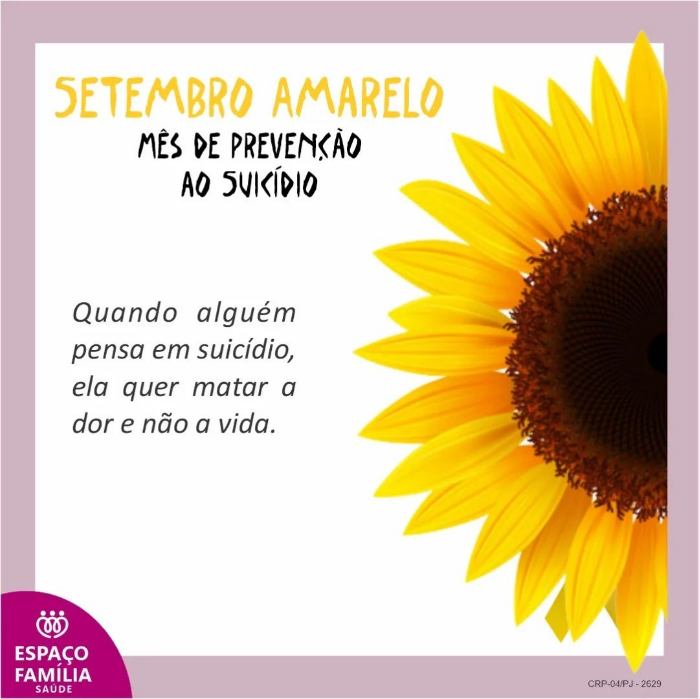 SETEMBRO AMARELO
MÊS DE PREVENÇÃO
AO SUICÍDIO
Quando alguém
pensa em suicídio,
ela quer matar a
dor e não a vida.
ESPAÇO
FAMÍLIA
SAÚDE
CRP-04/PJ - 2629